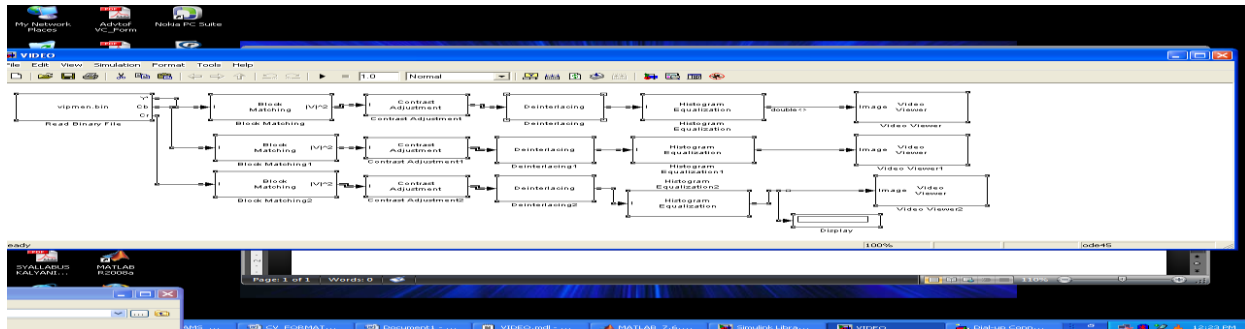 My Network
Places
Advtof
VC_Form
Nokia PC Suite
VIDEO
File Edit View Simulation Format Tools Help
1.0 Normal
vipmen.bin
Y'
Cb
Cr
Read Binary File
I Block
Matching |V|^2
Block Matching
I Contrast
Adjustment
Contrast Adjustment
Deinterlacing
Deinterlacing
I Histogram
Equalization
Histogram
Equalization
double
Image Video
Viewer
Video Viewer
I Block
Matching |V|^2
Block Matching1
I Contrast
Adjustment
Contrast Adjustment1
Deinterlacing
Deinterlacing1
I Histogram
Equalization
Histogram
Equalization1
Image Video
Viewer
Video Viewer1
I Block
Matching |V|^2
Block Matching2
I Contrast
Adjustment
Contrast Adjustment2
Deinterlacing
Deinterlacing2
Histogram
Equalization2
I Histogram
Equalization
Image Video
Viewer
Video Viewer2
Display
eady 100% ode45
SYALLABUS
KALYANI...
MATLAB
R2008a
Page: 1 of 1 Words: 0 110%
AMS ... CV_FORMAT... Document1 - ... VIDEO.mdl - ... MATLAB 7.6.... Simulink Libra... VIDEO Dial-up Conn... 12:23 PM